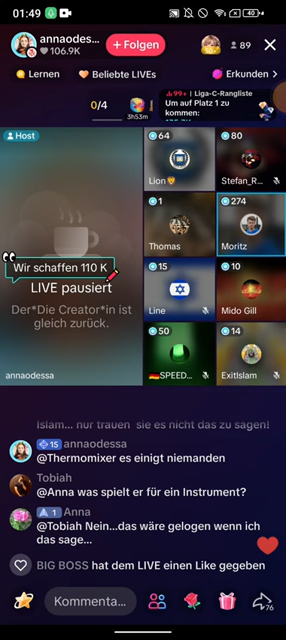 01:49
40
annaodes...
106.9K
+ Folgen
89
Lernen
Beliebte LIVEs
Erkunden
0/4
3h53m
99+ | Liga-C-Rangliste
Um auf Platz 1 zu
kommen:
Host
64
80
Lion
Stefan_R...
1
274
Thomas
Moritz
Wir schaffen 110 K
LIVE pausiert
Der*Die Creator*in ist
gleich zurück.
15
10
Line
Mido Gill
50
14
annaodessa
SPEED...
ExitIslam
Islam... nur trauen sie es nicht das zu sagen!
15 annaodessa
@Thermomixer es einigt niemanden
Tobiah
@Anna was spielt er für ein Instrument?
1 Anna
@Tobiah Nein...das wäre gelogen wenn ich
das sage...
BIG BOSS hat dem LIVE einen Like gegeben
Kommenta...
76